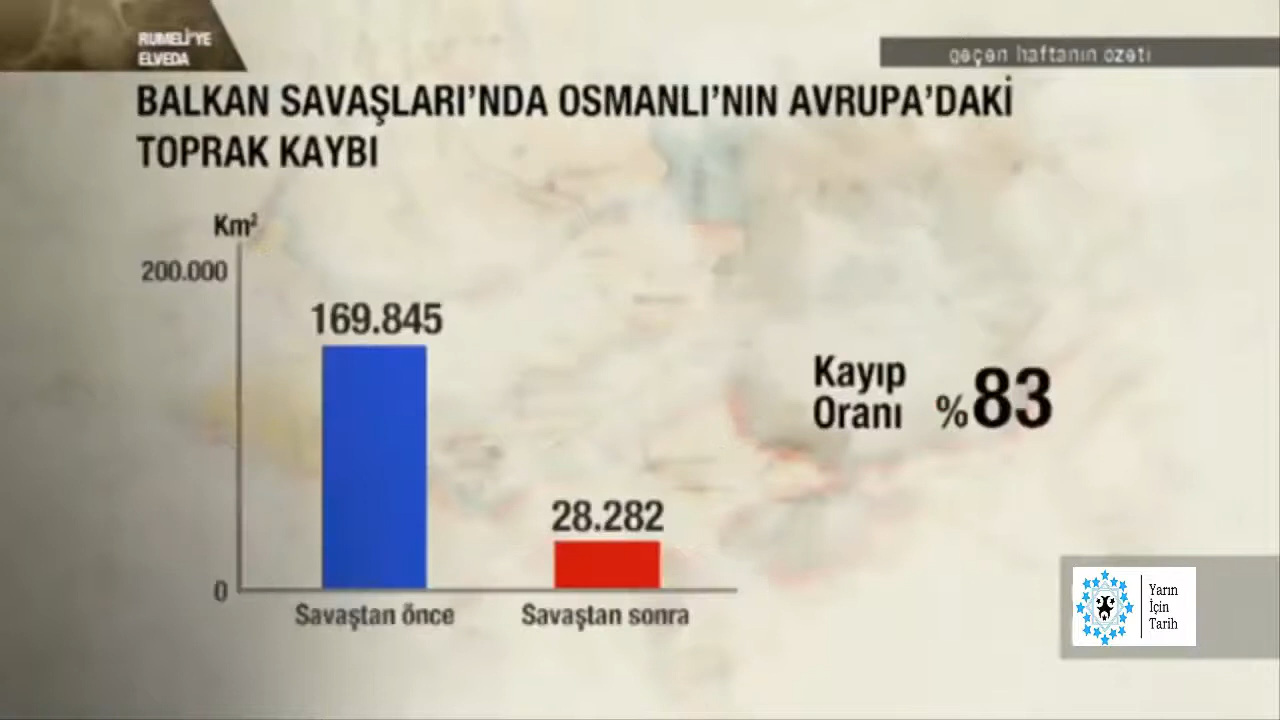 RUMELİ'YE
ELVEDA
geçen haftanın özeti
BALKAN SAVAŞLARI'NDA OSMANLI'NIN AVRUPA'DAKİ
TOPRAK KAYBI
Km²
200.000
169.845
28.282
0
Savaştan önce
Savaştan sonra
Kayıp
Oranı
%83
Yarın
İçin
Tarih